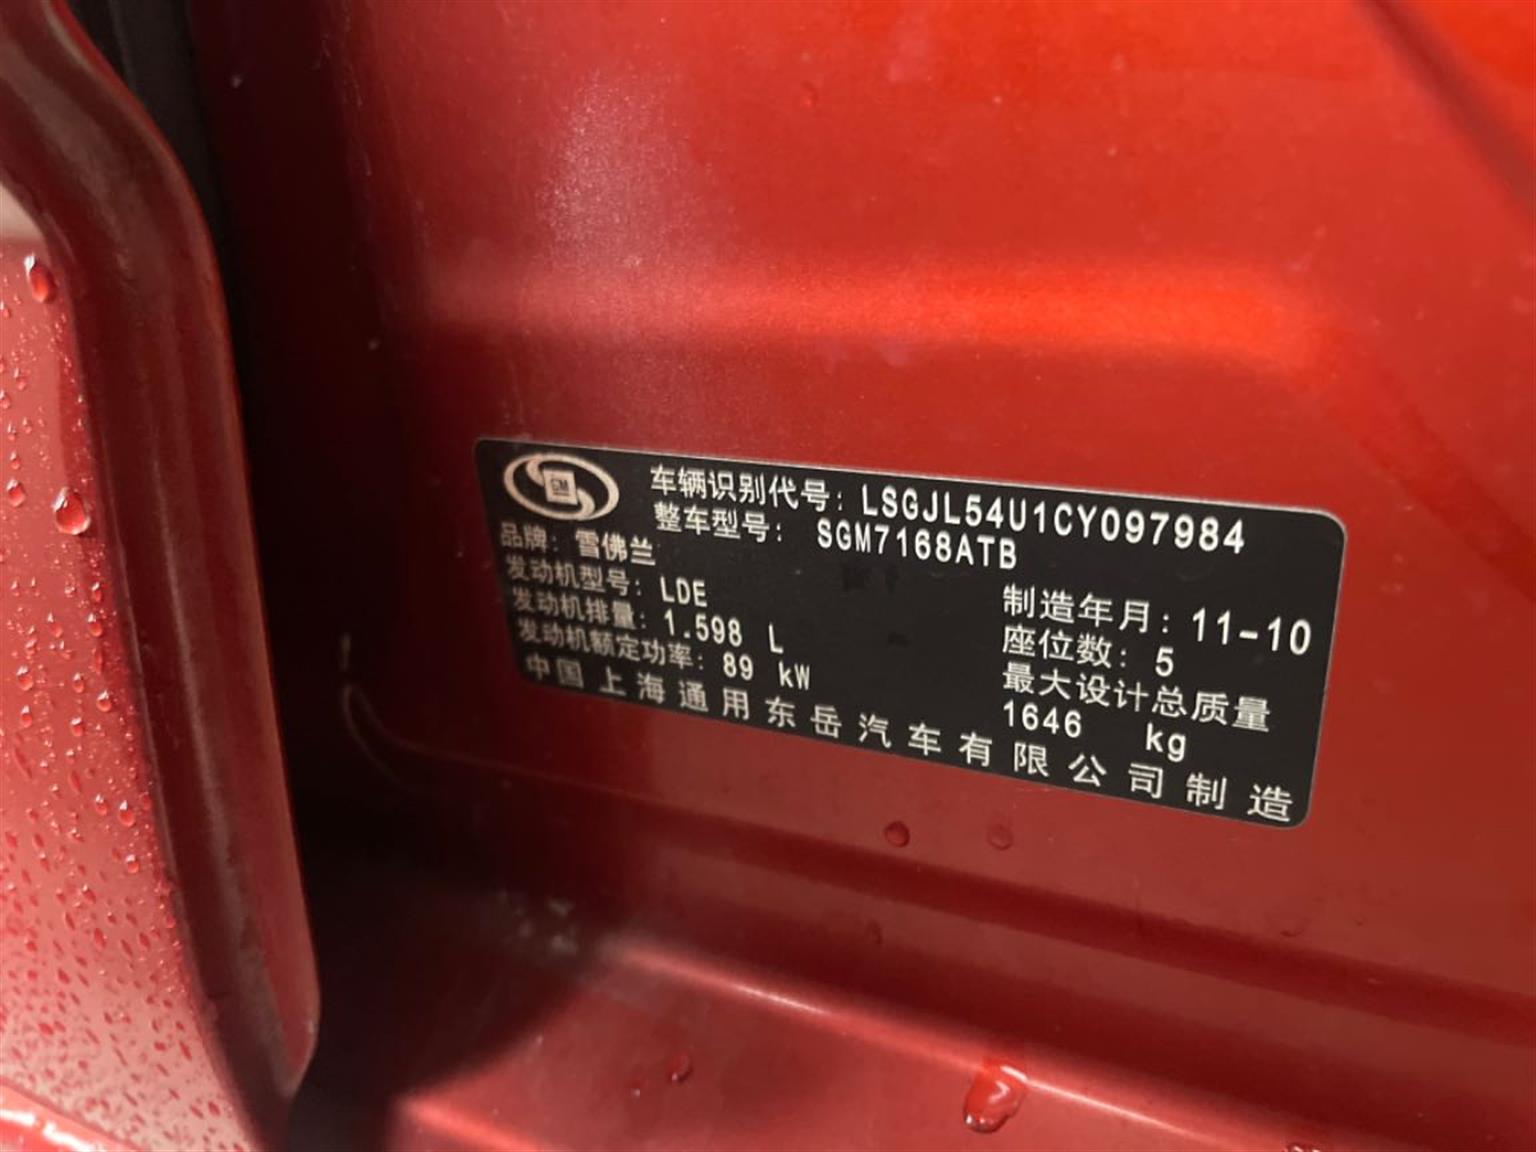 GM
车辆识别代号: LSGJL54U1CY097984
整车型号: SGM7168ATB
品牌: 雪佛兰
发动机型号: LDE
发动机排量: 1.598 L
发动机额定功率: 89 kW
制造年月: 11-10
座位数: 5
最大设计总质量
1646 kg
中国上海通用东岳汽车有限公司制造